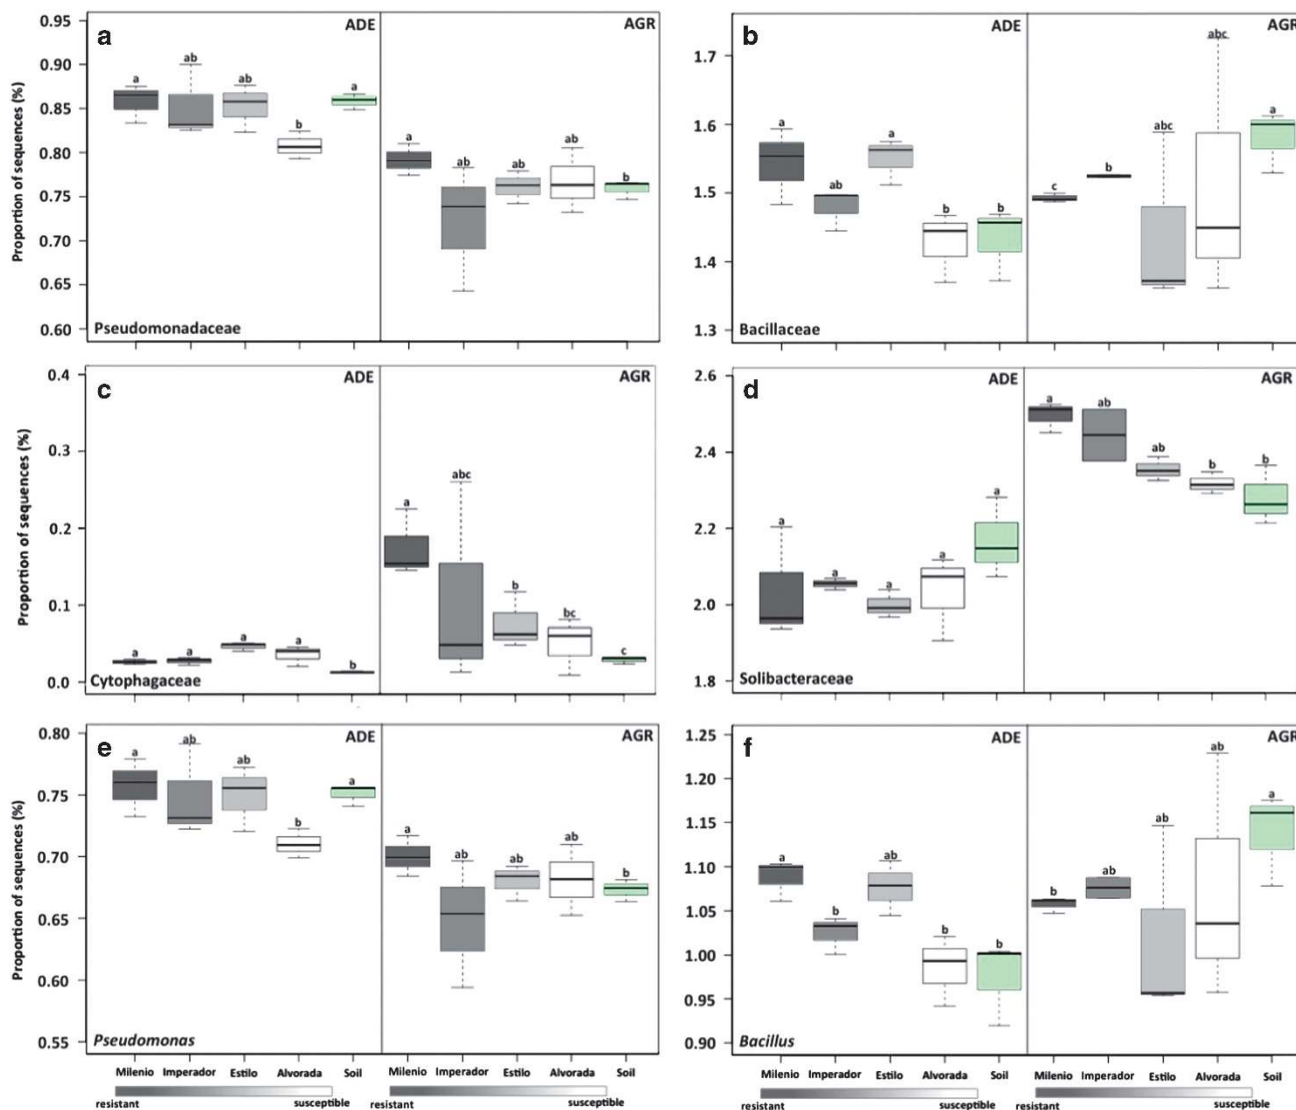 a
ADE
AGR
Proportion of sequences (%)
0.95
0.90
0.85
0.80
0.75
0.70
0.65
0.60
a
ab
ab
b
a
a
ab
ab
ab
b
Pseudomonadaceae
b
ADE
AGR
1.7
1.6
1.5
1.4
1.3
a
ab
a
b
b
c
b
abc
abc
a
Bacillaceae
c
ADE
AGR
Proportion of sequences (%)
0.4
0.3
0.2
0.1
0.0
a
a
a
a
b
a
abc
b
bc
c
Cytophagaceae
d
ADE
AGR
2.6
2.4
2.2
2.0
1.8
a
a
a
a
a
a
ab
ab
b
b
Solibacteraceae
e
ADE
AGR
Proportion of sequences (%)
0.80
0.75
0.70
0.65
0.60
0.55
a
ab
ab
b
a
a
ab
ab
ab
b
Pseudomonas
Milenio Imperador Estilo Alvorada Soil Milenio Imperador Estilo Alvorada Soil
resistant susceptible resistant susceptible
f
ADE
AGR
1.25
1.20
1.15
1.10
1.05
1.00
0.95
0.90
a
b
ab
b
b
b
ab
ab
ab
a
Bacillus
Milenio Imperador Estilo Alvorada Soil Milenio Imperador Estilo Alvorada Soil
resistant susceptible resistant susceptible